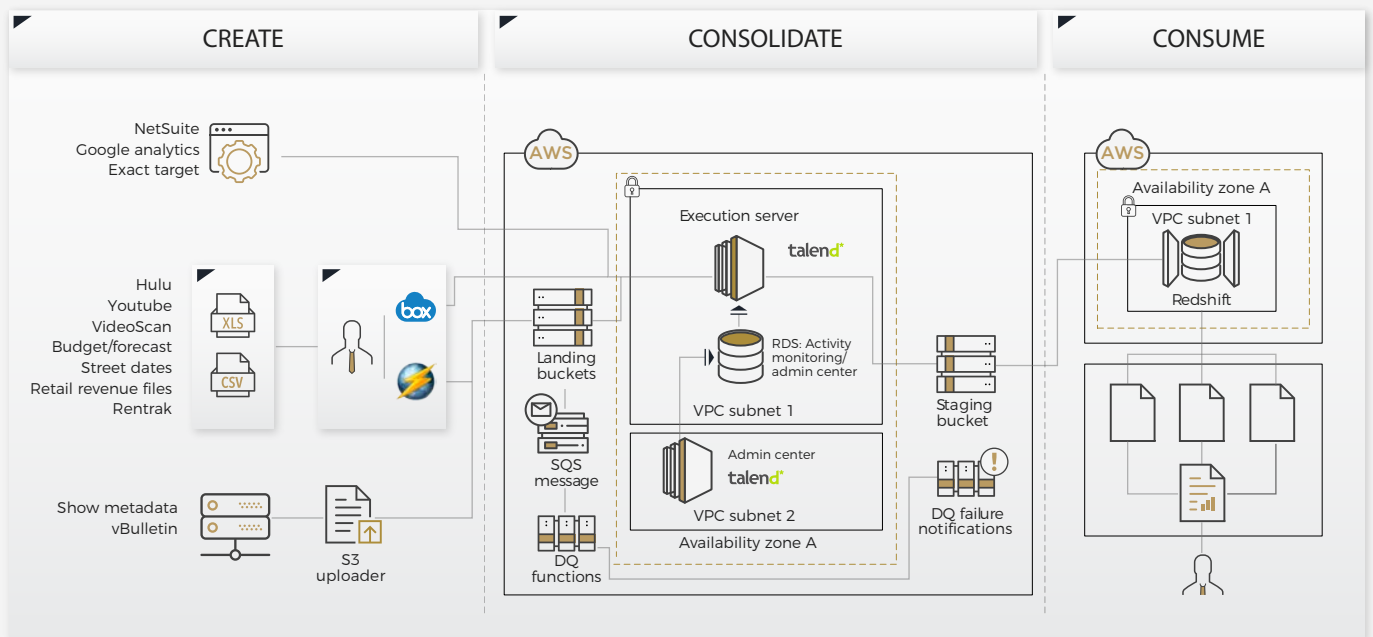 CREATE
CONSOLIDATE
CONSUME
NetSuite
Google analytics
Exact target
Hulu
Youtube
VideoScan
Budget/forecast
Street dates
Retail revenue files
Rentrak
XLS
CSV
box
Show metadata
vBulletin
S3
uploader
AWS
Landing
buckets
SQS
message
DQ
functions
Execution server
talend
RDS: Activity
monitoring/
admin center
VPC subnet 1
Admin center
talend
VPC subnet 2
Availability zone A
Staging
bucket
!
DQ failure
notifications
AWS
Availability zone A
VPC subnet 1
Redshift